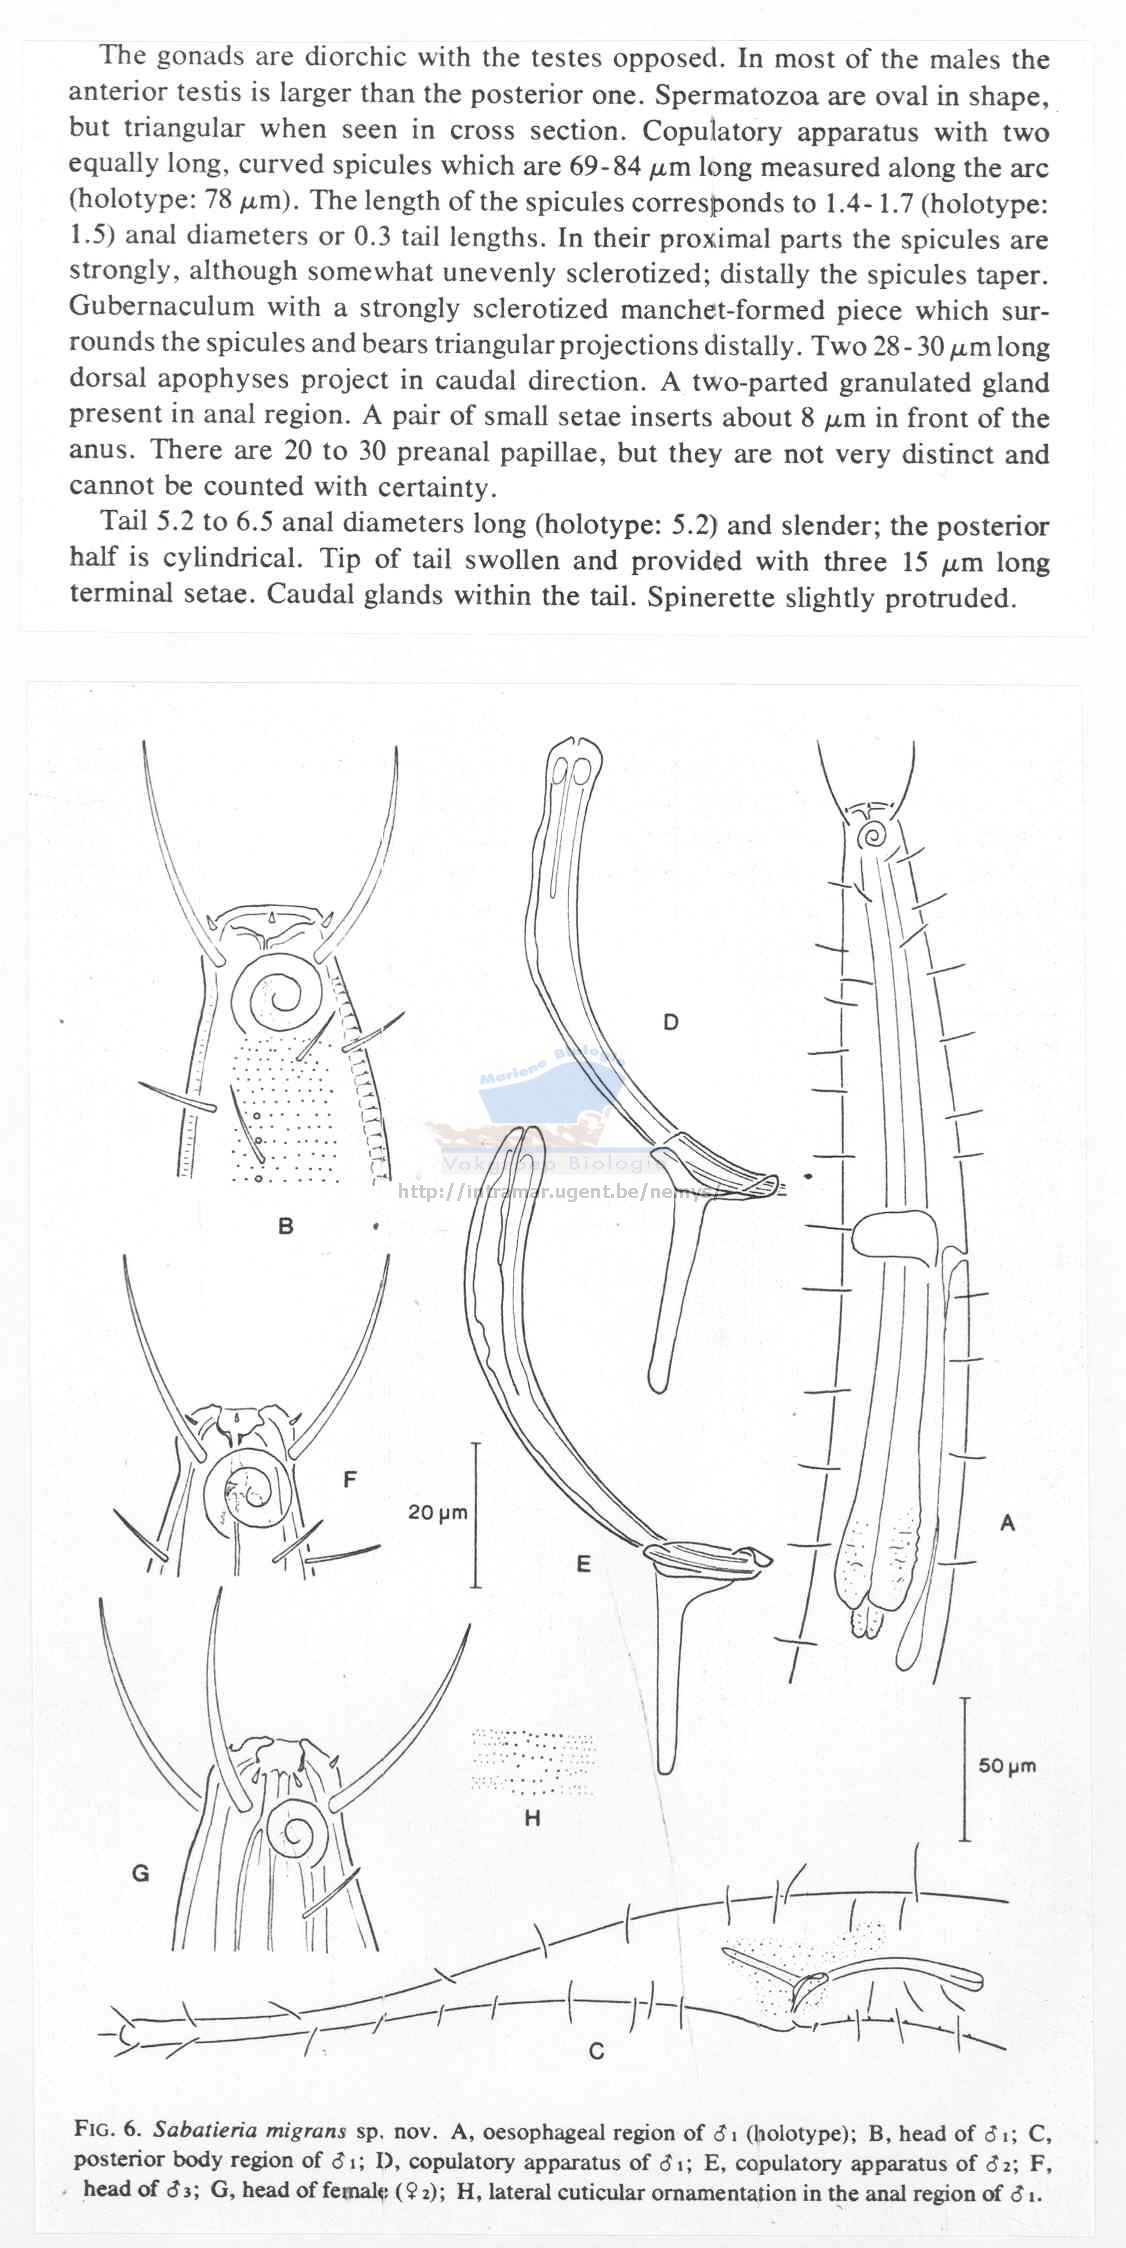 The gonads are diorchic with the testes opposed. In most of the males the
anterior testis is larger than the posterior one. Spermatozoa are oval in shape,
but triangular when seen in cross section. Copulatory apparatus with two
equally long, curved spicules which are 69-84 μm long measured along the arc
(holotype: 78 μm). The length of the spicules corresponds to 1.4-1.7 (holotype:
1.5) anal diameters or 0.3 tail lengths. In their proximal parts the spicules are
strongly, although somewhat unevenly sclerotized; distally the spicules taper.
Gubernaculum with a strongly sclerotized manchet-formed piece which sur-
rounds the spicules and bears triangular projections distally. Two 28-30 μm long
dorsal apophyses project in caudal direction. A two-parted granulated gland
present in anal region. A pair of small setae inserts about 8 μm in front of the
anus. There are 20 to 30 preanal papillae, but they are not very distinct and
cannot be counted with certainty.
Tail 5.2 to 6.5 anal diameters long (holotype: 5.2) and slender; the posterior
half is cylindrical. Tip of tail swollen and provided with three 15 μm long
terminal setae. Caudal glands within the tail. Spinerette slightly protruded.
D
Mariene Biologie
Vakgroep Biologie
http://intramar.ugent.be/nemys/
B
F
20 μm
A
E
50 μm
H
G
C
FIG. 6. Sabatieria migrans sp. nov. A, oesophageal region of ♂1 (holotype); B, head of ♂1; C,
posterior body region of ♂1; D, copulatory apparatus of ♂1; E, copulatory apparatus of ♂2; F,
head of ♂3; G, head of female (♀2); H, lateral cuticular ornamentation in the anal region of ♂1.